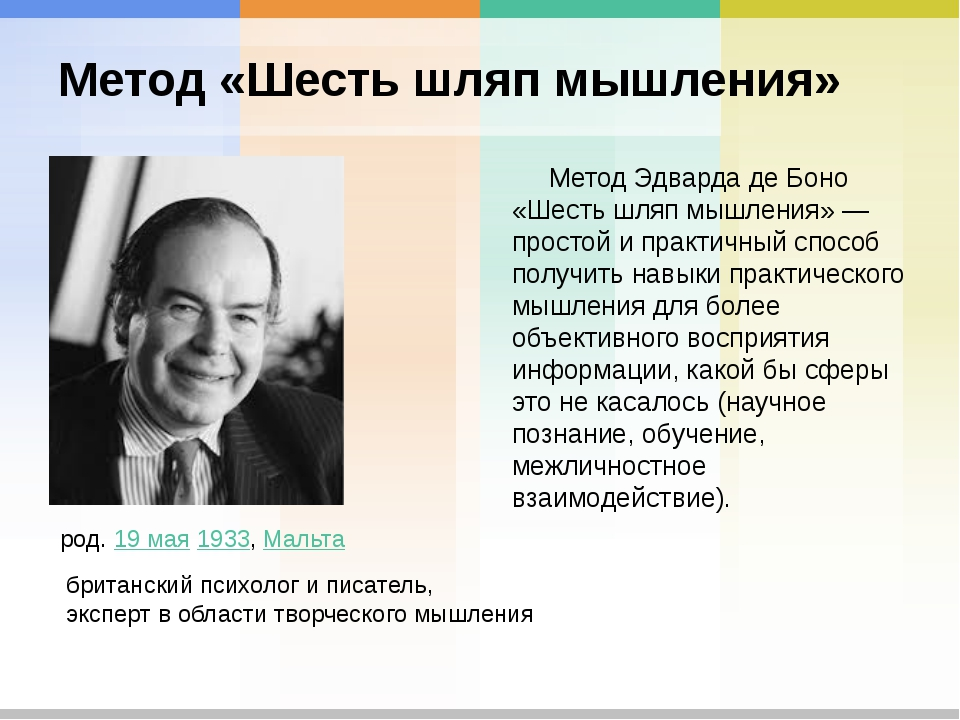 Метод «Шесть шляп мышления»
Метод Эдварда де Боно
«Шесть шляп мышления» —
простой и практичный способ
получить навыки практического
мышления для более
объективного восприятия
информации, какой бы сферы
это не касалось (научное
познание, обучение,
межличностное
взаимодействие).
род. 19 мая 1933, Мальта
британский психолог и писатель,
эксперт в области творческого мышления